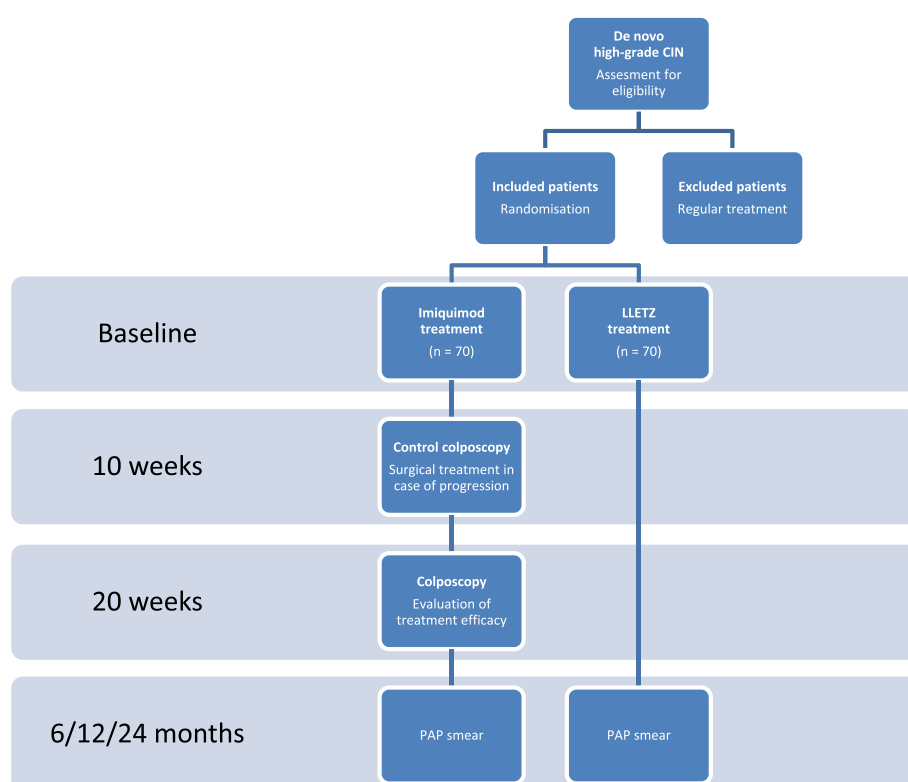 De novo
high-grade CIN
Assesment for
eligibility
Included patients
Randomisation
Excluded patients
Regular treatment
Baseline
Imiquimod
treatment
(n = 70)
LLETZ
treatment
(n = 70)
10 weeks
Control colposcopy
Surgical treatment in
case of progression
20 weeks
Colposcopy
Evaluation of
treatment efficacy
6/12/24 months
PAP smear
PAP smear